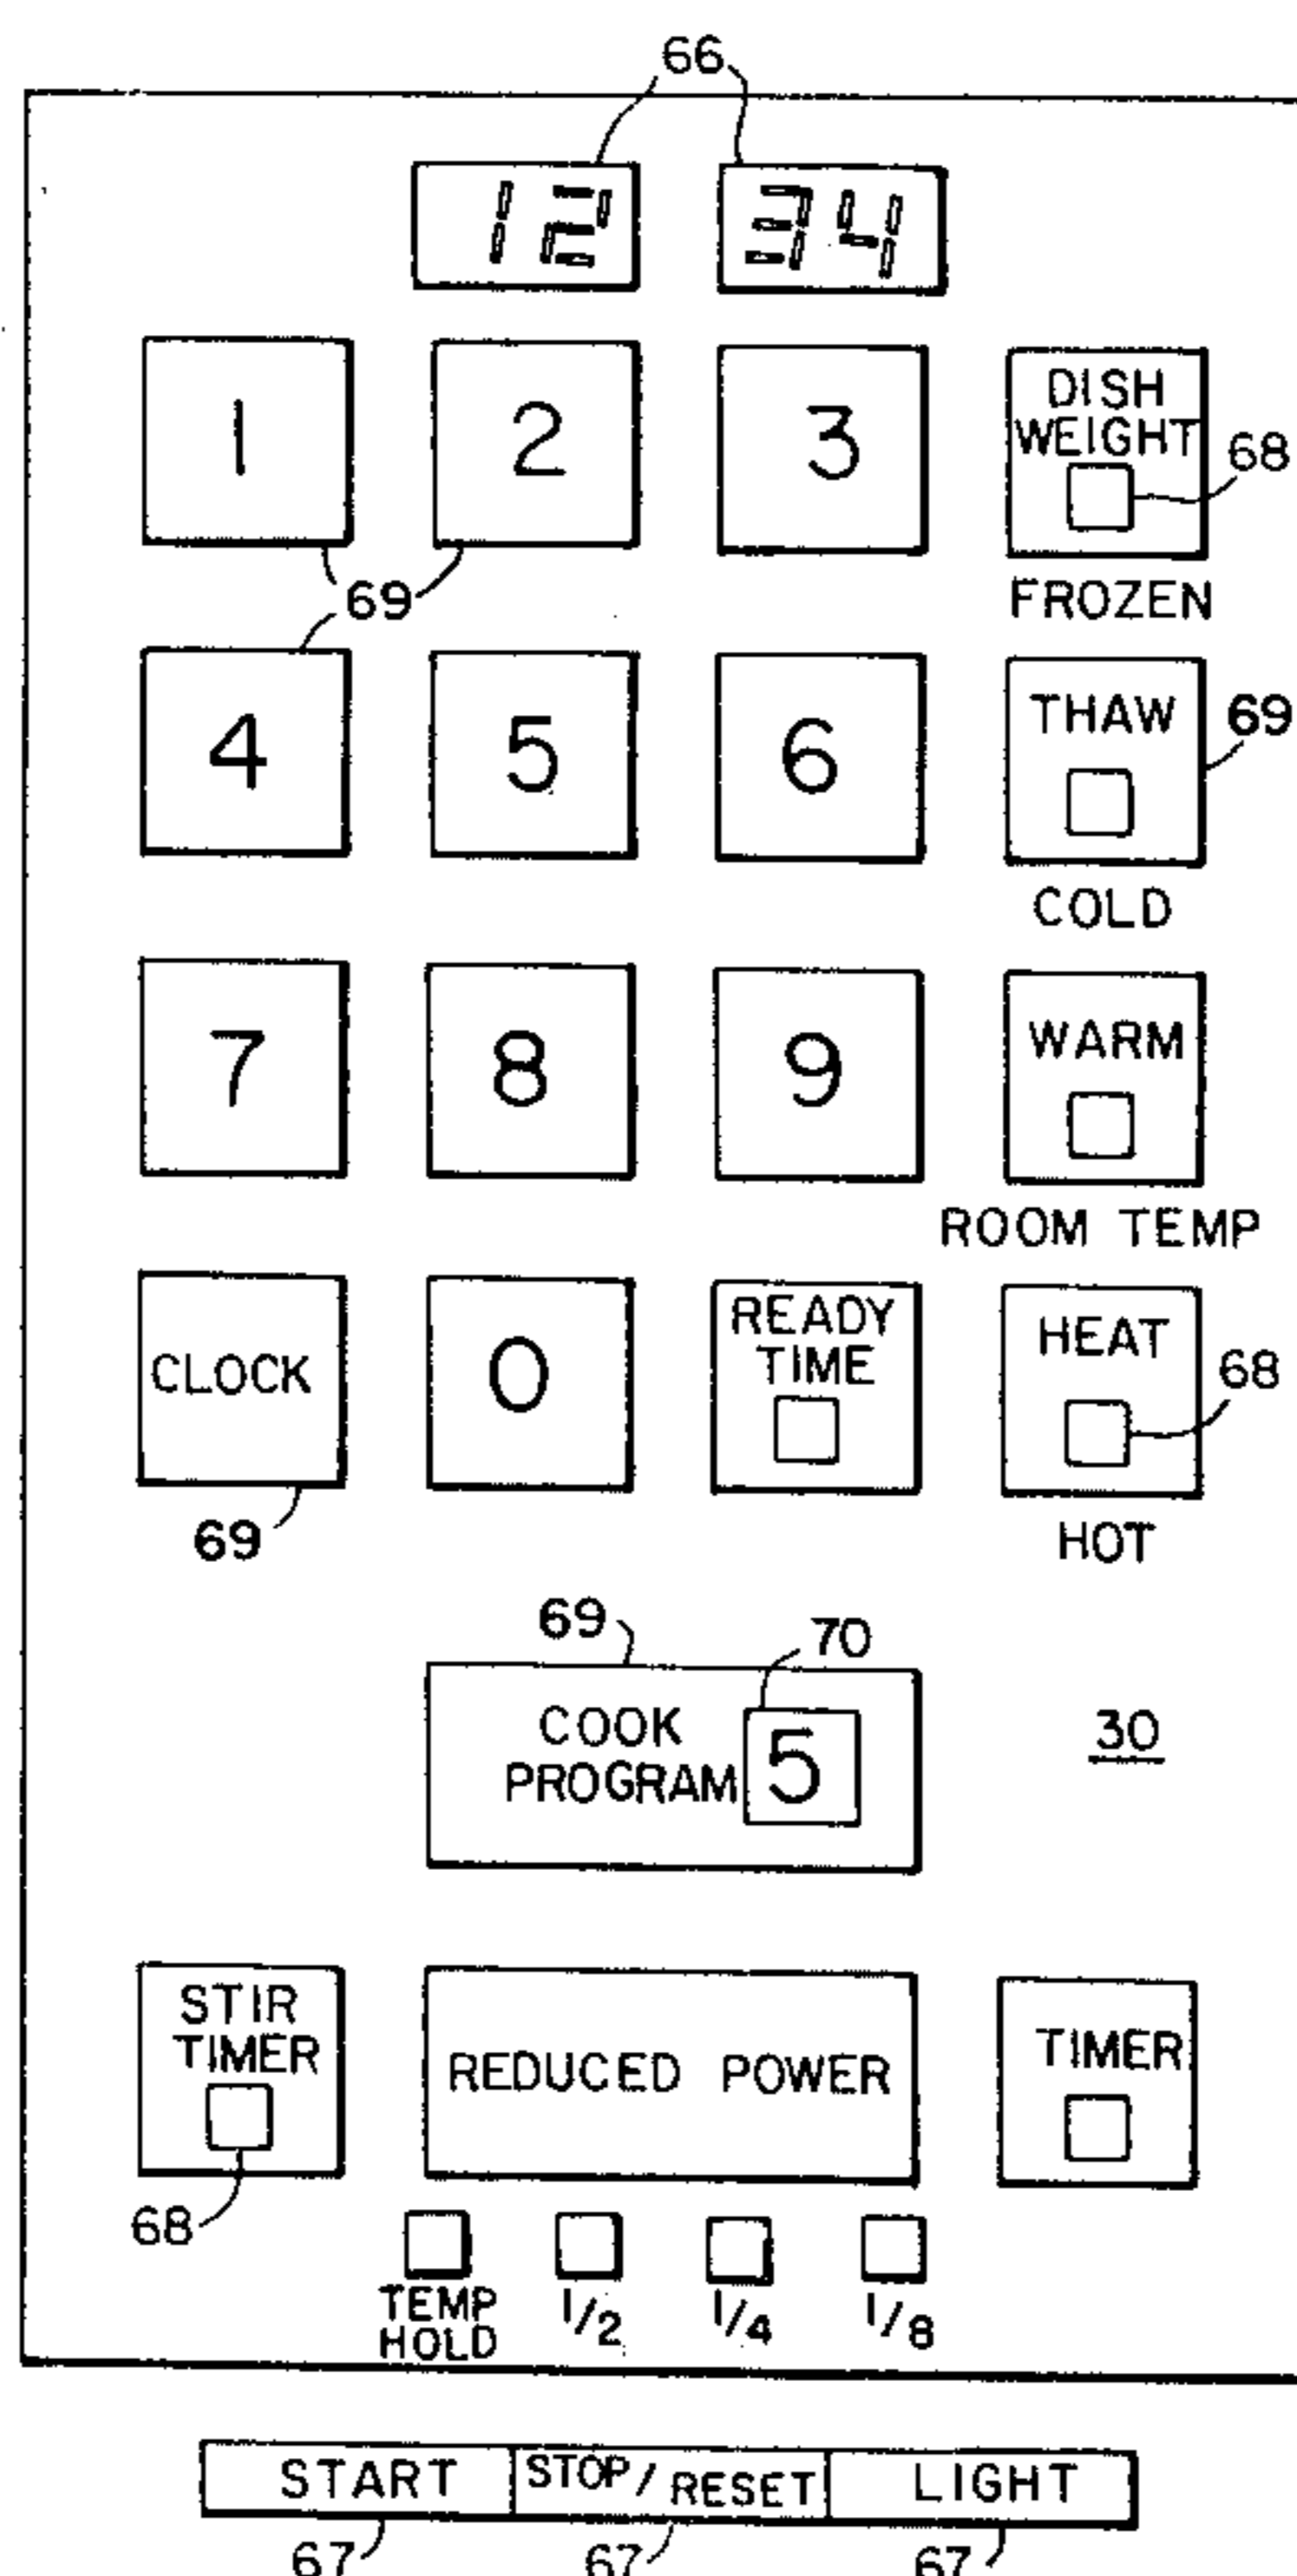 66
12 34
1 2 3 DISH
WEIGHT
68
69
FROZEN
4 5 6 THAW
69
COLD
7 8 9 WARM
ROOM TEMP
CLOCK 0 READY
TIME
HEAT
68
69
HOT
69
70
COOK
PROGRAM 5
30
STIR
TIMER
REDUCED POWER
TIMER
68
TEMP
HOLD
1/2 1/4 1/8
START STOP/RESET LIGHT
67 67 67